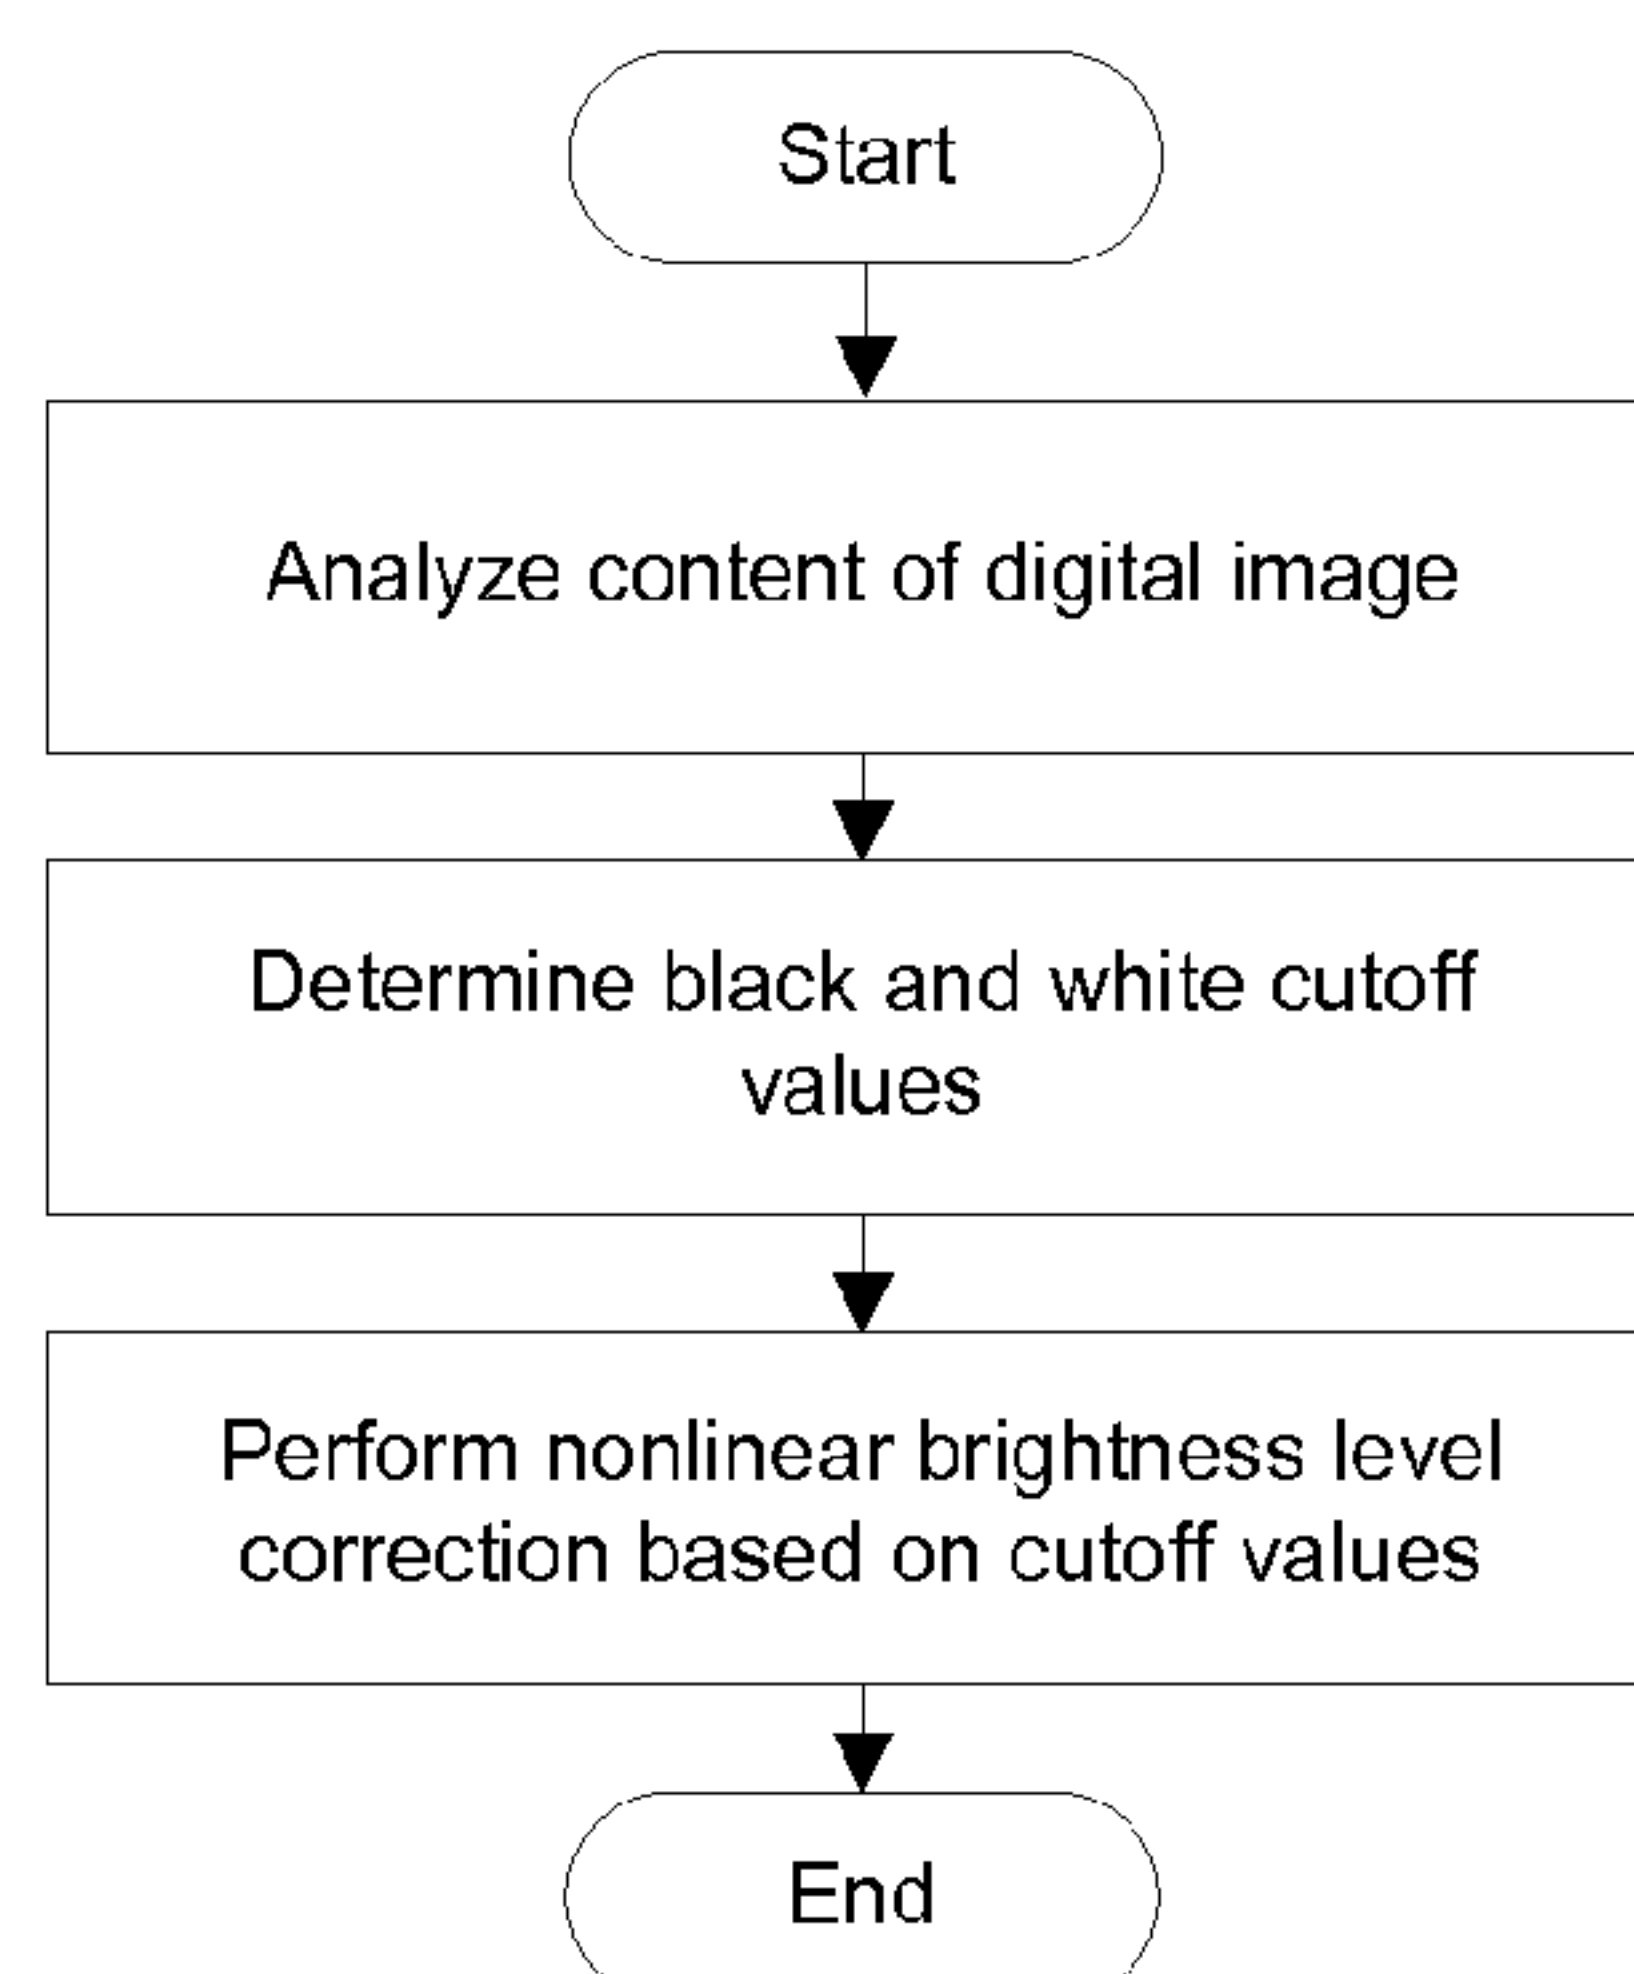 Start
Analyze content of digital image
Determine black and white cutoff
values
Perform nonlinear brightness level
correction based on cutoff values
End